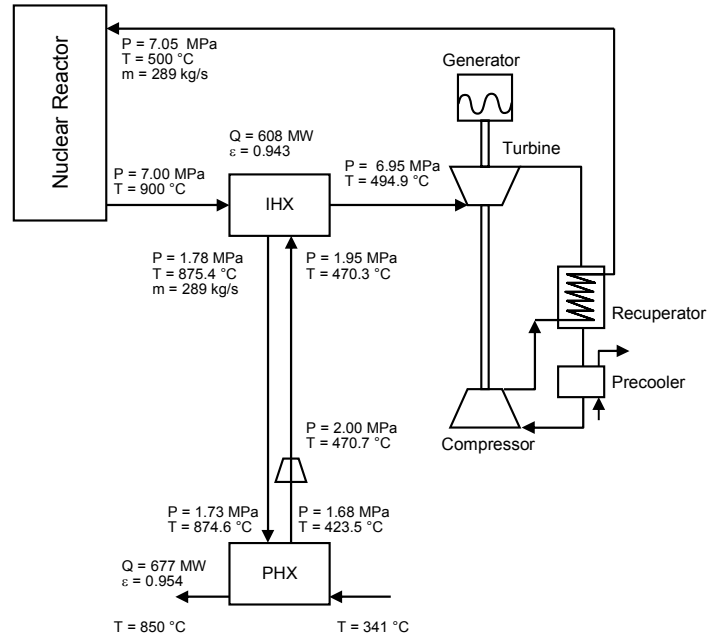 Nuclear Reactor
P = 7.05 MPa
T = 500 °C
m = 289 kg/s
Generator
Turbine
Q = 608 MW
ε = 0.943
P = 7.00 MPa
T = 900 °C
IHX
P = 6.95 MPa
T = 494.9 °C
P = 1.78 MPa
T = 875.4 °C
m = 289 kg/s
P = 1.95 MPa
T = 470.3 °C
Recuperator
Precooler
Compressor
P = 2.00 MPa
T = 470.7 °C
P = 1.73 MPa
T = 874.6 °C
P = 1.68 MPa
T = 423.5 °C
Q = 677 MW
ε = 0.954
PHX
T = 850 °C
T = 341 °C